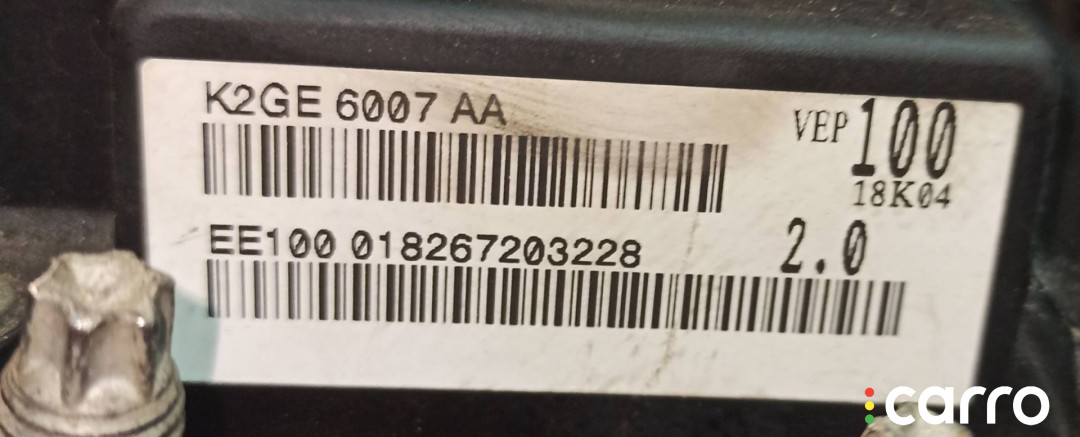 K2GE 6007 AA
VEP 100
18K04
EE100 018267203228
2.0
carro